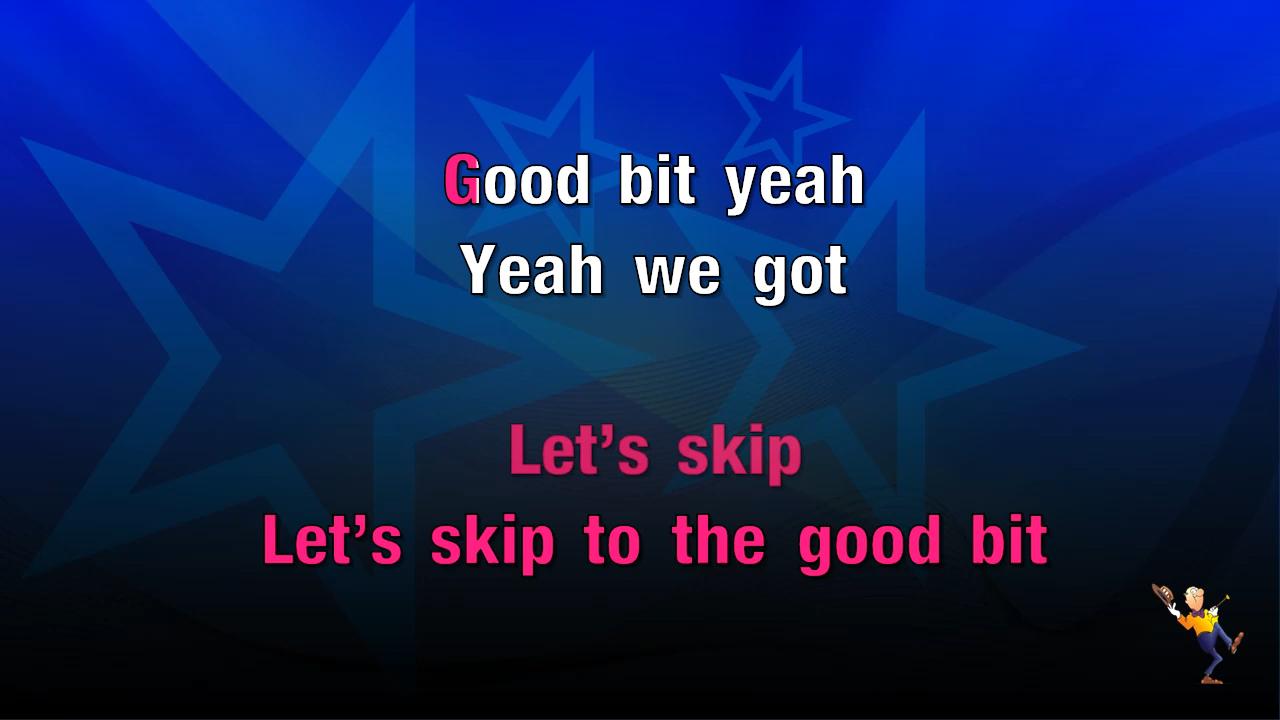 Good bit yeah
Yeah we got
Let’s skip
Let’s skip to the good bit